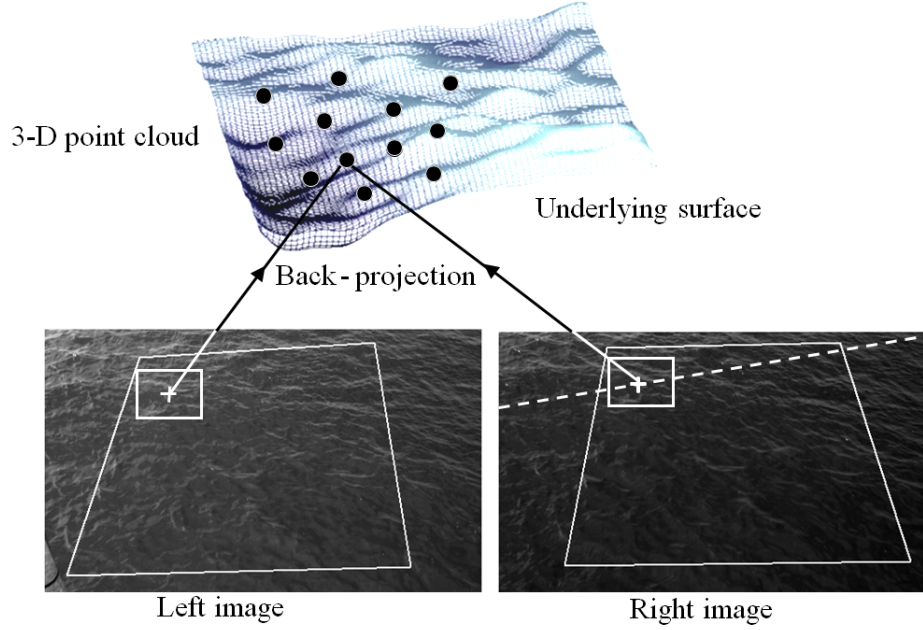 3-D point cloud
Underlying surface
Back-projection
Left image
Right image